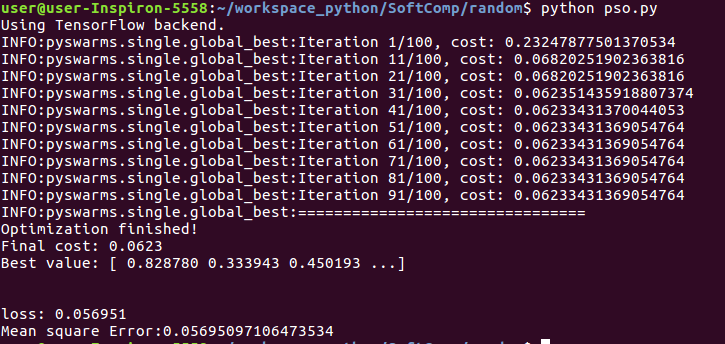 user@user-Inspiron-5558:~/workspace_python/SoftComp/random$ python pso.py
Using TensorFlow backend.
INFO:pyswarms.single.global_best:Iteration 1/100, cost: 0.23247877501370534
INFO:pyswarms.single.global_best:Iteration 11/100, cost: 0.06820251902363816
INFO:pyswarms.single.global_best:Iteration 21/100, cost: 0.06820251902363816
INFO:pyswarms.single.global_best:Iteration 31/100, cost: 0.062351435918807374
INFO:pyswarms.single.global_best:Iteration 41/100, cost: 0.06233431370044053
INFO:pyswarms.single.global_best:Iteration 51/100, cost: 0.06233431369054764
INFO:pyswarms.single.global_best:Iteration 61/100, cost: 0.06233431369054764
INFO:pyswarms.single.global_best:Iteration 71/100, cost: 0.06233431369054764
INFO:pyswarms.single.global_best:Iteration 81/100, cost: 0.06233431369054764
INFO:pyswarms.single.global_best:Iteration 91/100, cost: 0.06233431369054764
INFO:pyswarms.single.global_best:================================
Optimization finished!
Final cost: 0.0623
Best value: [ 0.828780 0.333943 0.450193 ...]
loss: 0.056951
Mean square Error:0.05695097106473534